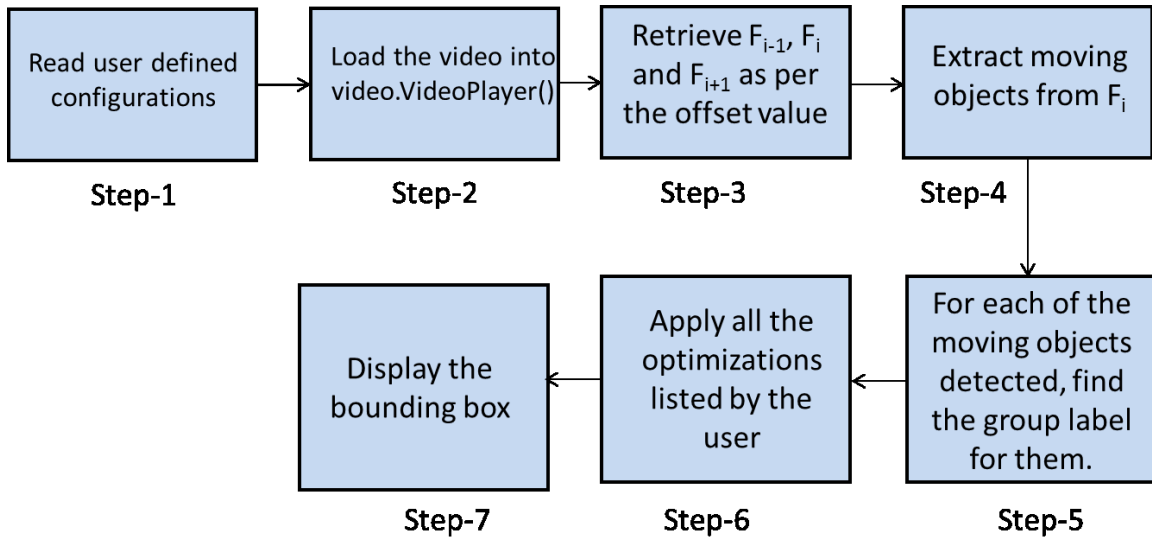 Read user defined
configurations
Step-1
Load the video into
video.VideoPlayer()
Step-2
Retrieve Fi-1, Fi
and Fi+1 as per
the offset value
Step-3
Extract moving
objects from Fi
Step-4
For each of the
moving objects
detected, find
the group label
for them.
Step-5
Apply all the
optimizations
listed by the
user
Step-6
Display the
bounding box
Step-7